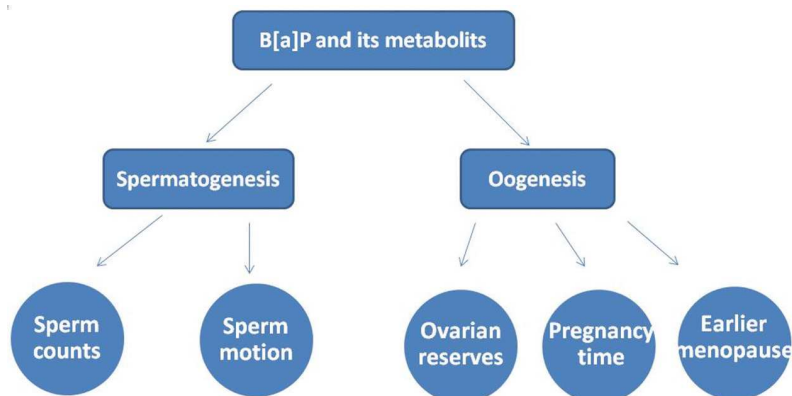 B[a]P and its metabolits
Spermatogenesis
Oogenesis
Sperm
counts
Sperm
motion
Ovarian
reserves
Pregnancy
time
Earlier
menopause